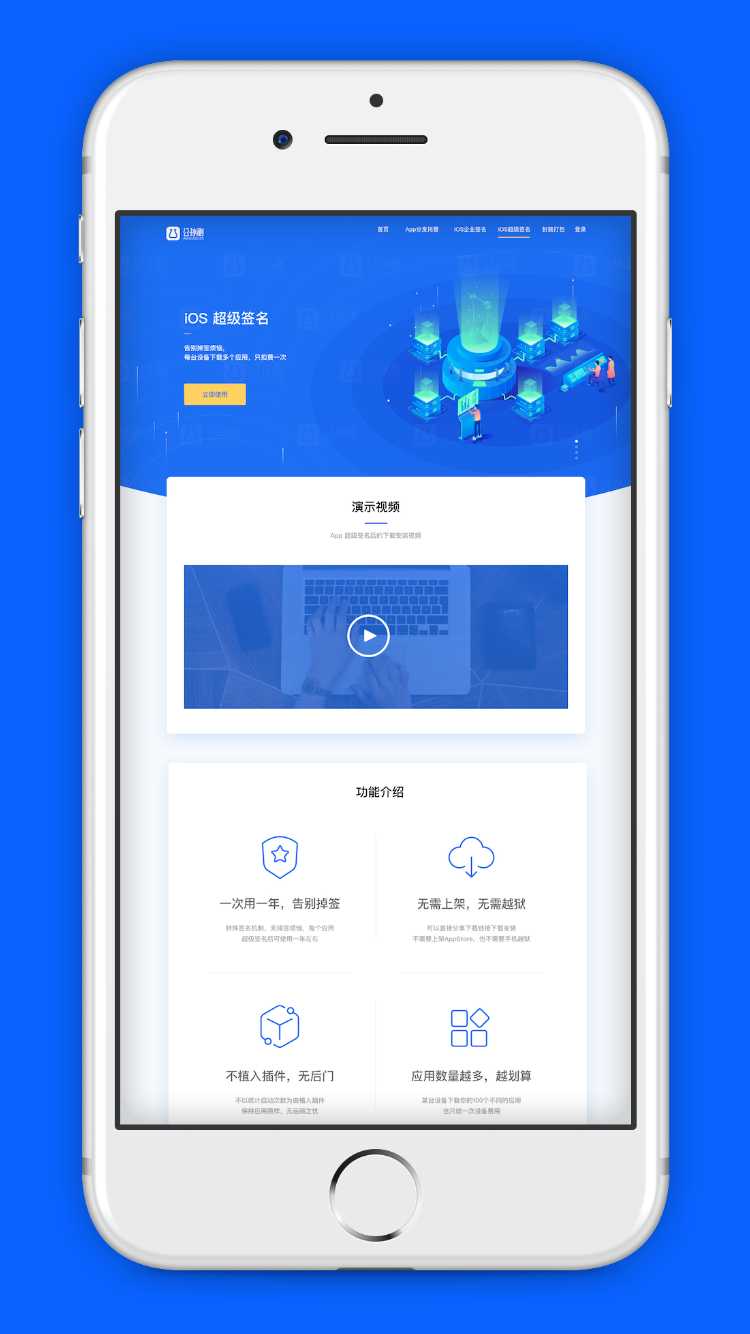 首页 App分发托管 iOS企业签名 iOS超级签名 封装打包 登录
iOS 超级签名
告别掉签烦恼，
每台设备下载多个应用，只扣费一次
立即使用
演示视频
App 超级签名后的下载安装视频
功能介绍
一次用一年，告别掉签
特殊签名机制，无掉签烦恼，每个应用
超级签名后可使用一年左右
无需上架，无需越狱
可以直接分享下载链接下载安装
不需要上架AppStore，也不需要手机越狱
不植入插件，无后门
不以统计启动次数为由植入插件
保持应用原样，无后顾之忧
应用数量越多，越划算
某台设备下载你的100个不同的应用
也只收一次设备费用